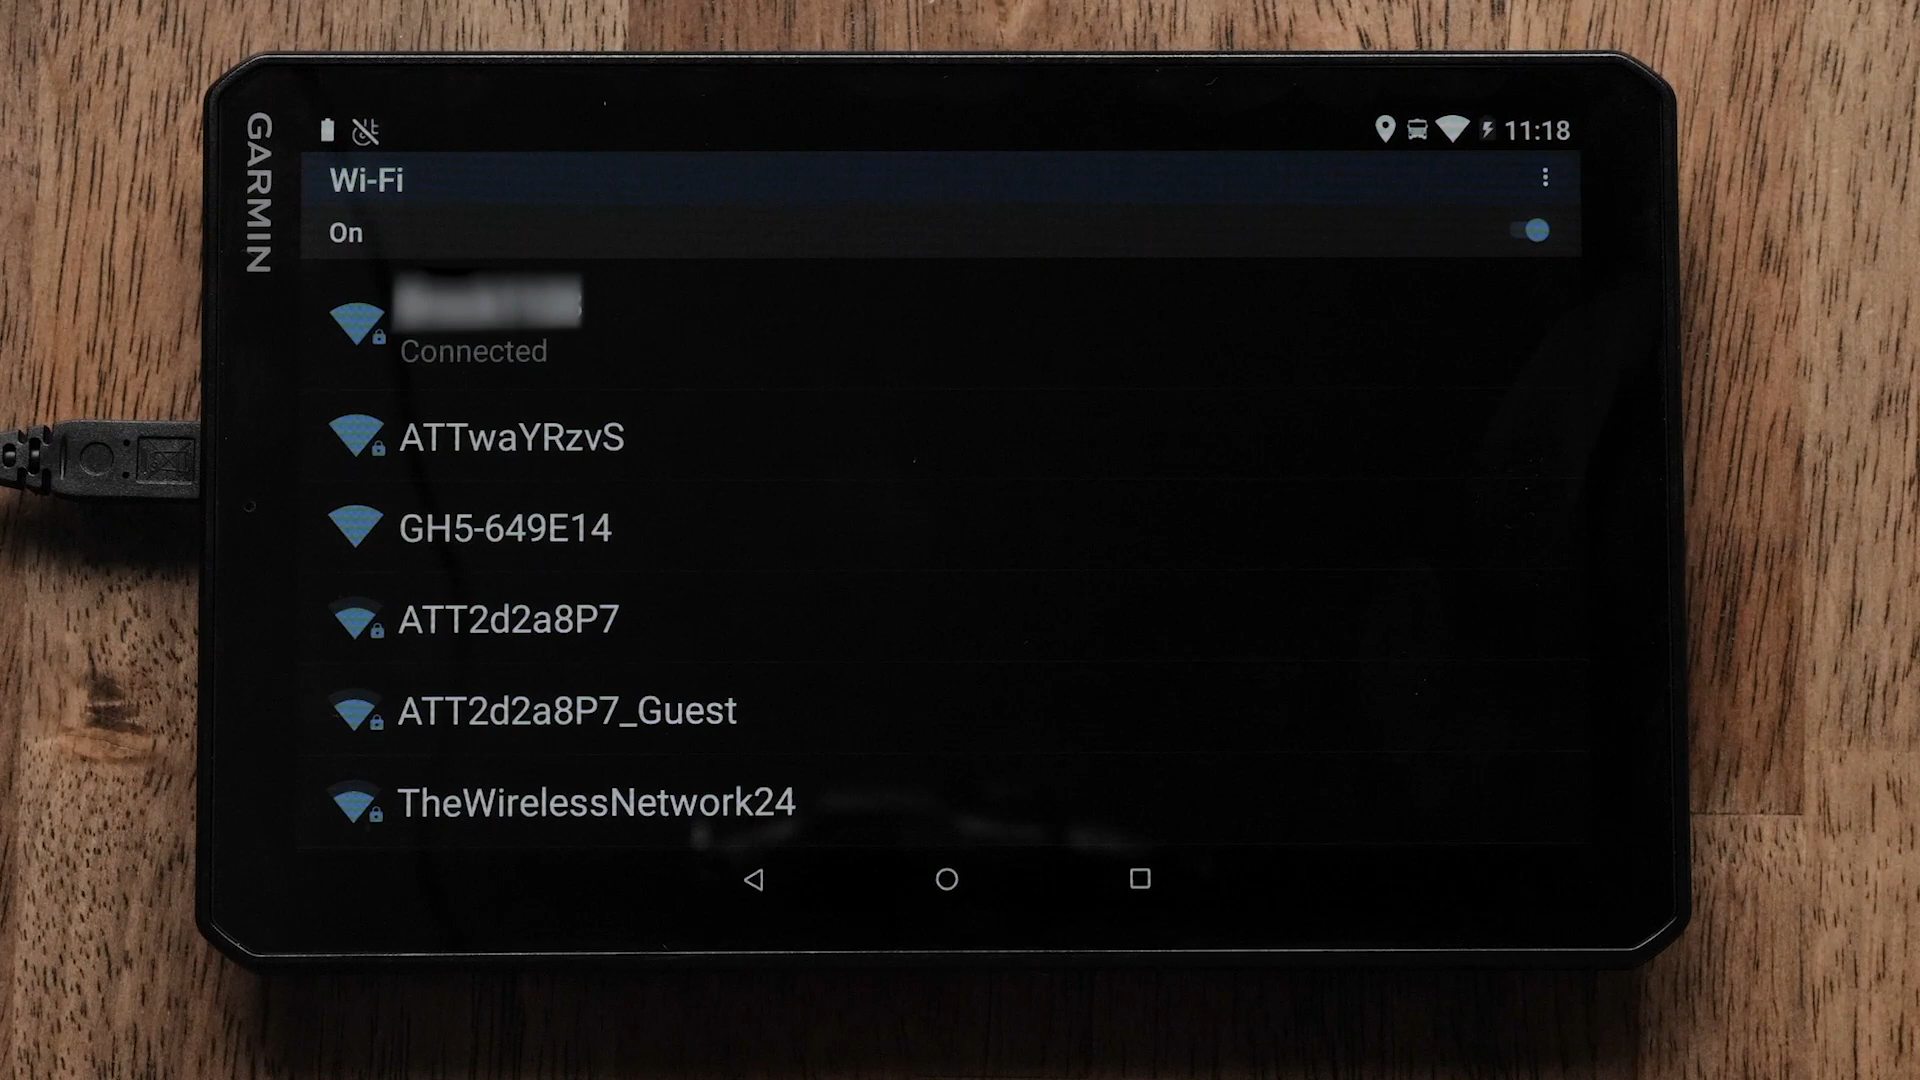 GARMIN
11:18
Wi-Fi
On
Connected
ATTwaYRzvS
GH5-649E14
ATT2d2a8P7
ATT2d2a8P7_Guest
TheWirelessNetwork24